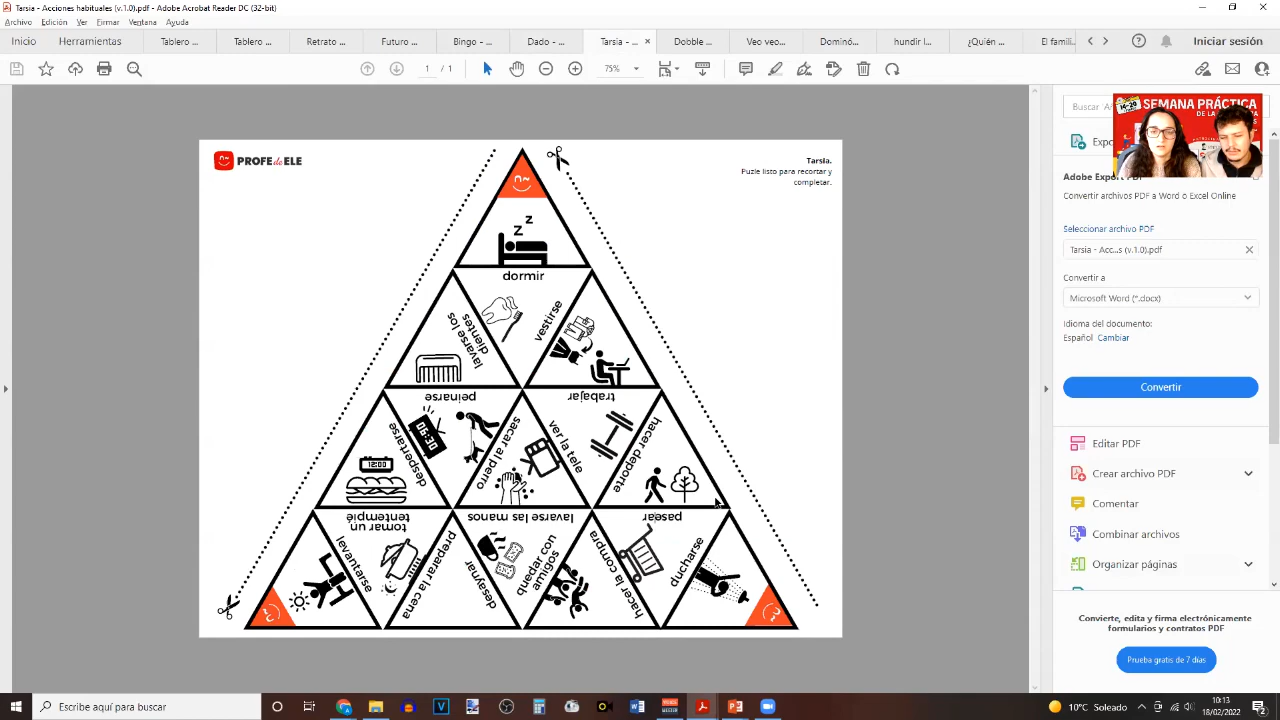 Tarsia - Acciones habituales (v.1.0).pdf - Adobe Acrobat Reader DC (32-bit)
Archivo Edición Ver Firmar Ventana Ayuda
Inicio Herramientas Tablero ... Tablero ... Retrato ... Futuro ... Bingo - ... Dado - ... Tarsia - ... Dobble ... Veo veo... Dominó... hundir l... ¿Quién ... El famili... Iniciar sesión
1 / 1 75%
Buscar
SEMANA PRÁCTICA
PROFE de ELE
Tarsia.
Puzle listo para recortar y
completar.
z z
dormir
lavarse los
dientes
vestirse
peinarse
trabajar
despertarse
06:30
sacar al perro
ver la tele
hacer deporte
12:00
tomar un
tentempié
lavarse las manos
pasear
levantarse
preparar la cena
desaynar
quedar con
amigos
hacer la compra
ducharse
Adobe Export PDF
Convertir archivos PDF a Word o Excel Online
Seleccionar archivo PDF
Tarsia - Acc...s (v.1.0).pdf
Convertir a
Microsoft Word (*.docx)
Idioma del documento:
Español Cambiar
Convertir
Editar PDF
Crear archivo PDF
Comentar
Combinar archivos
Organizar páginas
Convierte, edita y firma electrónicamente
formularios y contratos PDF
Prueba gratis de 7 días
Escribe aquí para buscar
10°C Soleado
10:13
18/02/2022